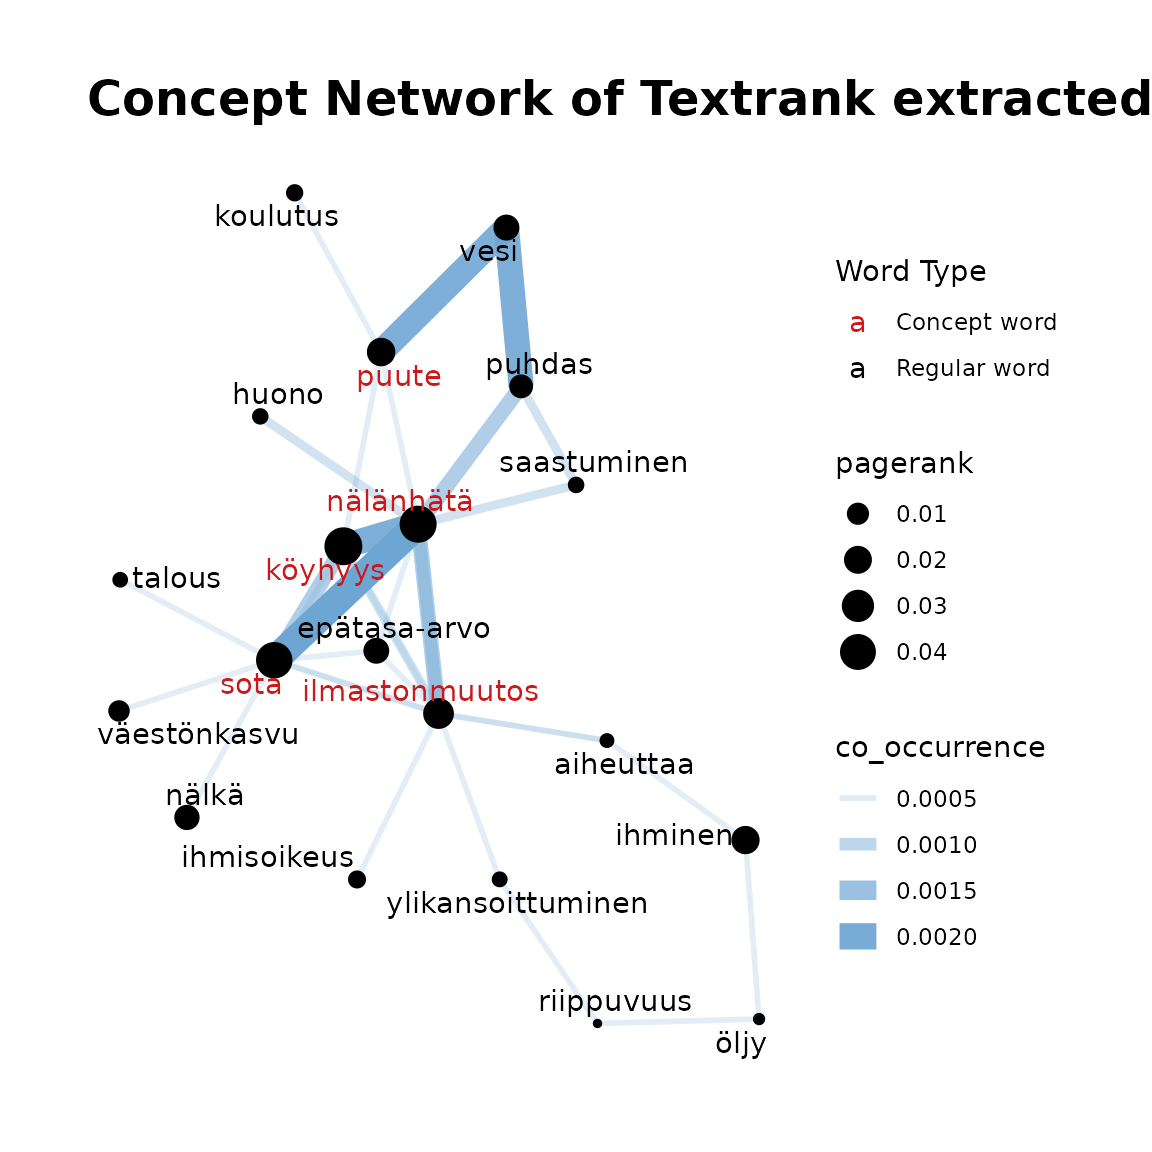 Concept Network of Textrank extracted
koulutus
vesi
puhdas
puute
huono
saastuminen
nälänhätä
köyhyys
talous
epätasa-arvo
sota
ilmastonmuutos
väestönkasvu
aiheuttaa
nälkä
ihminen
ihmisoikeus
ylikansoittuminen
riippuvuus
öljy
Word Type
a Concept word
a Regular word
pagerank
0.01
0.02
0.03
0.04
co_occurrence
0.0005
0.0010
0.0015
0.0020